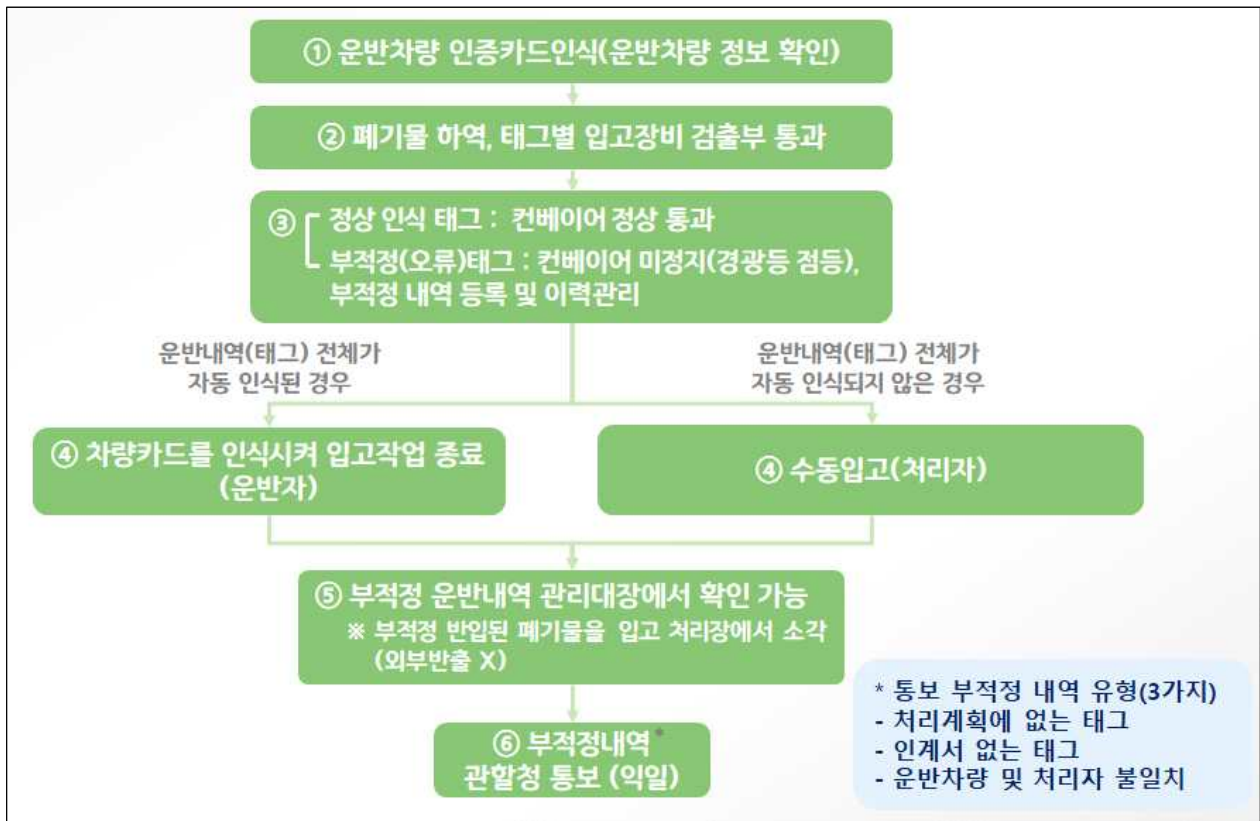 ① 운반차량 인증카드인식(운반차량 정보 확인)
② 폐기물 하역, 태그별 입고장비 검출부 통과
③ 정상 인식 태그 : 컨베이어 정상 통과
부적정(오류)태그 : 컨베이어 미정지(경광등 점등),
부적정 내역 등록 및 이력관리
운반내역(태그) 전체가
자동 인식된 경우
운반내역(태그) 전체가
자동 인식되지 않은 경우
④ 차량카드를 인식시켜 입고작업 종료
(운반자)
④ 수동입고(처리자)
⑤ 부적정 운반내역 관리대장에서 확인 가능
※ 부적정 반입된 폐기물을 입고 처리장에서 소각
(외부반출 X)
⑥ 부적정내역*
관할청 통보 (익일)
* 통보 부적정 내역 유형(3가지)
- 처리계획에 없는 태그
- 인계서 없는 태그
- 운반차량 및 처리자 불일치